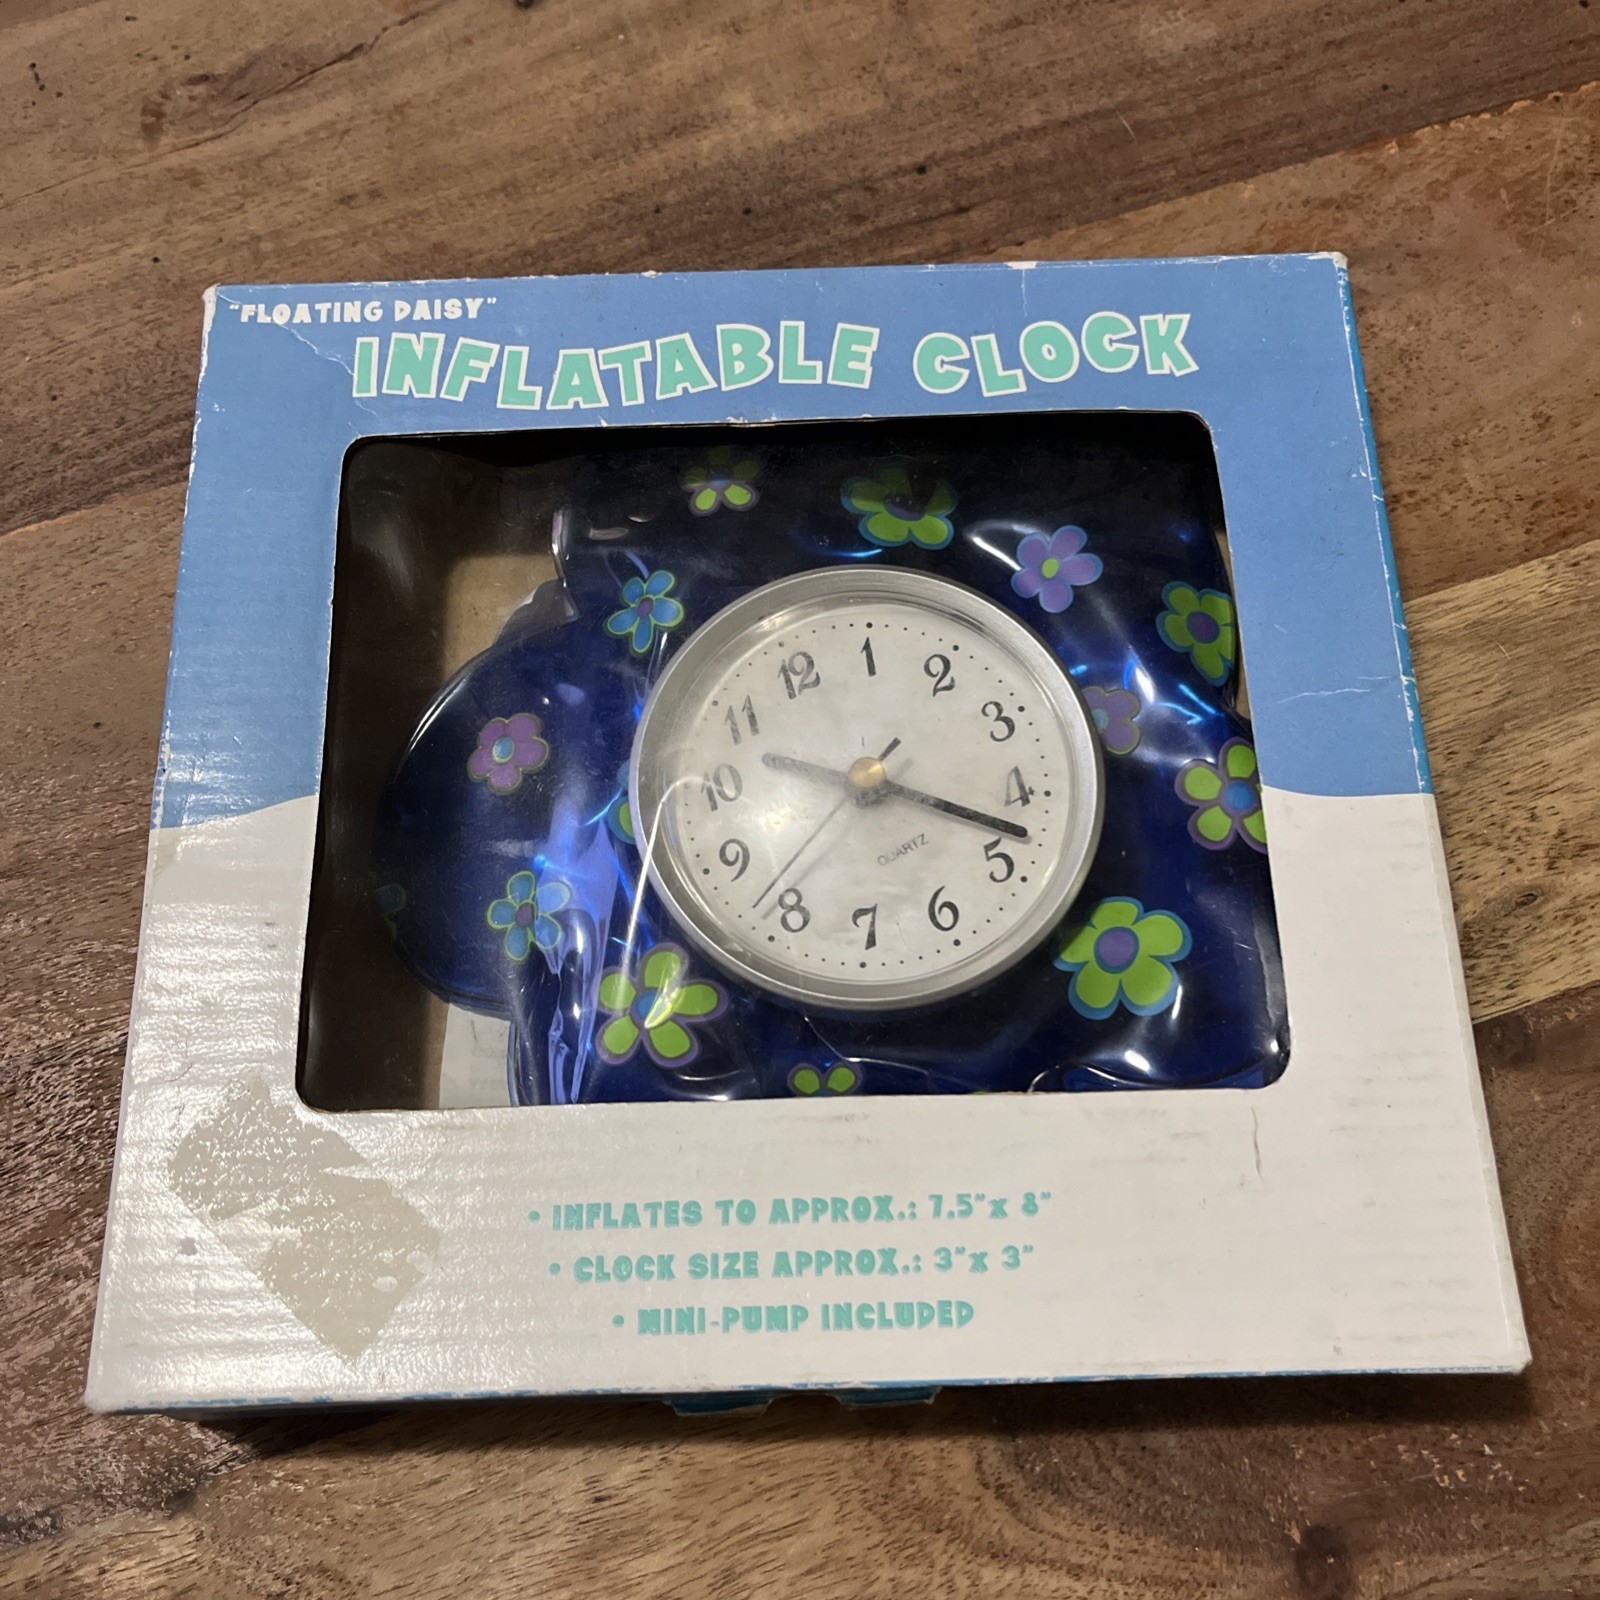 "FLOATING DAISY"
INFLATABLE CLOCK
12 1 2 3 4 5 6 7 8 9 10 11
QUARTZ
• INFLATES TO APPROX.: 7.5" x 8"
• CLOCK SIZE APPROX.: 3" x 3"
• MINI-PUMP INCLUDED